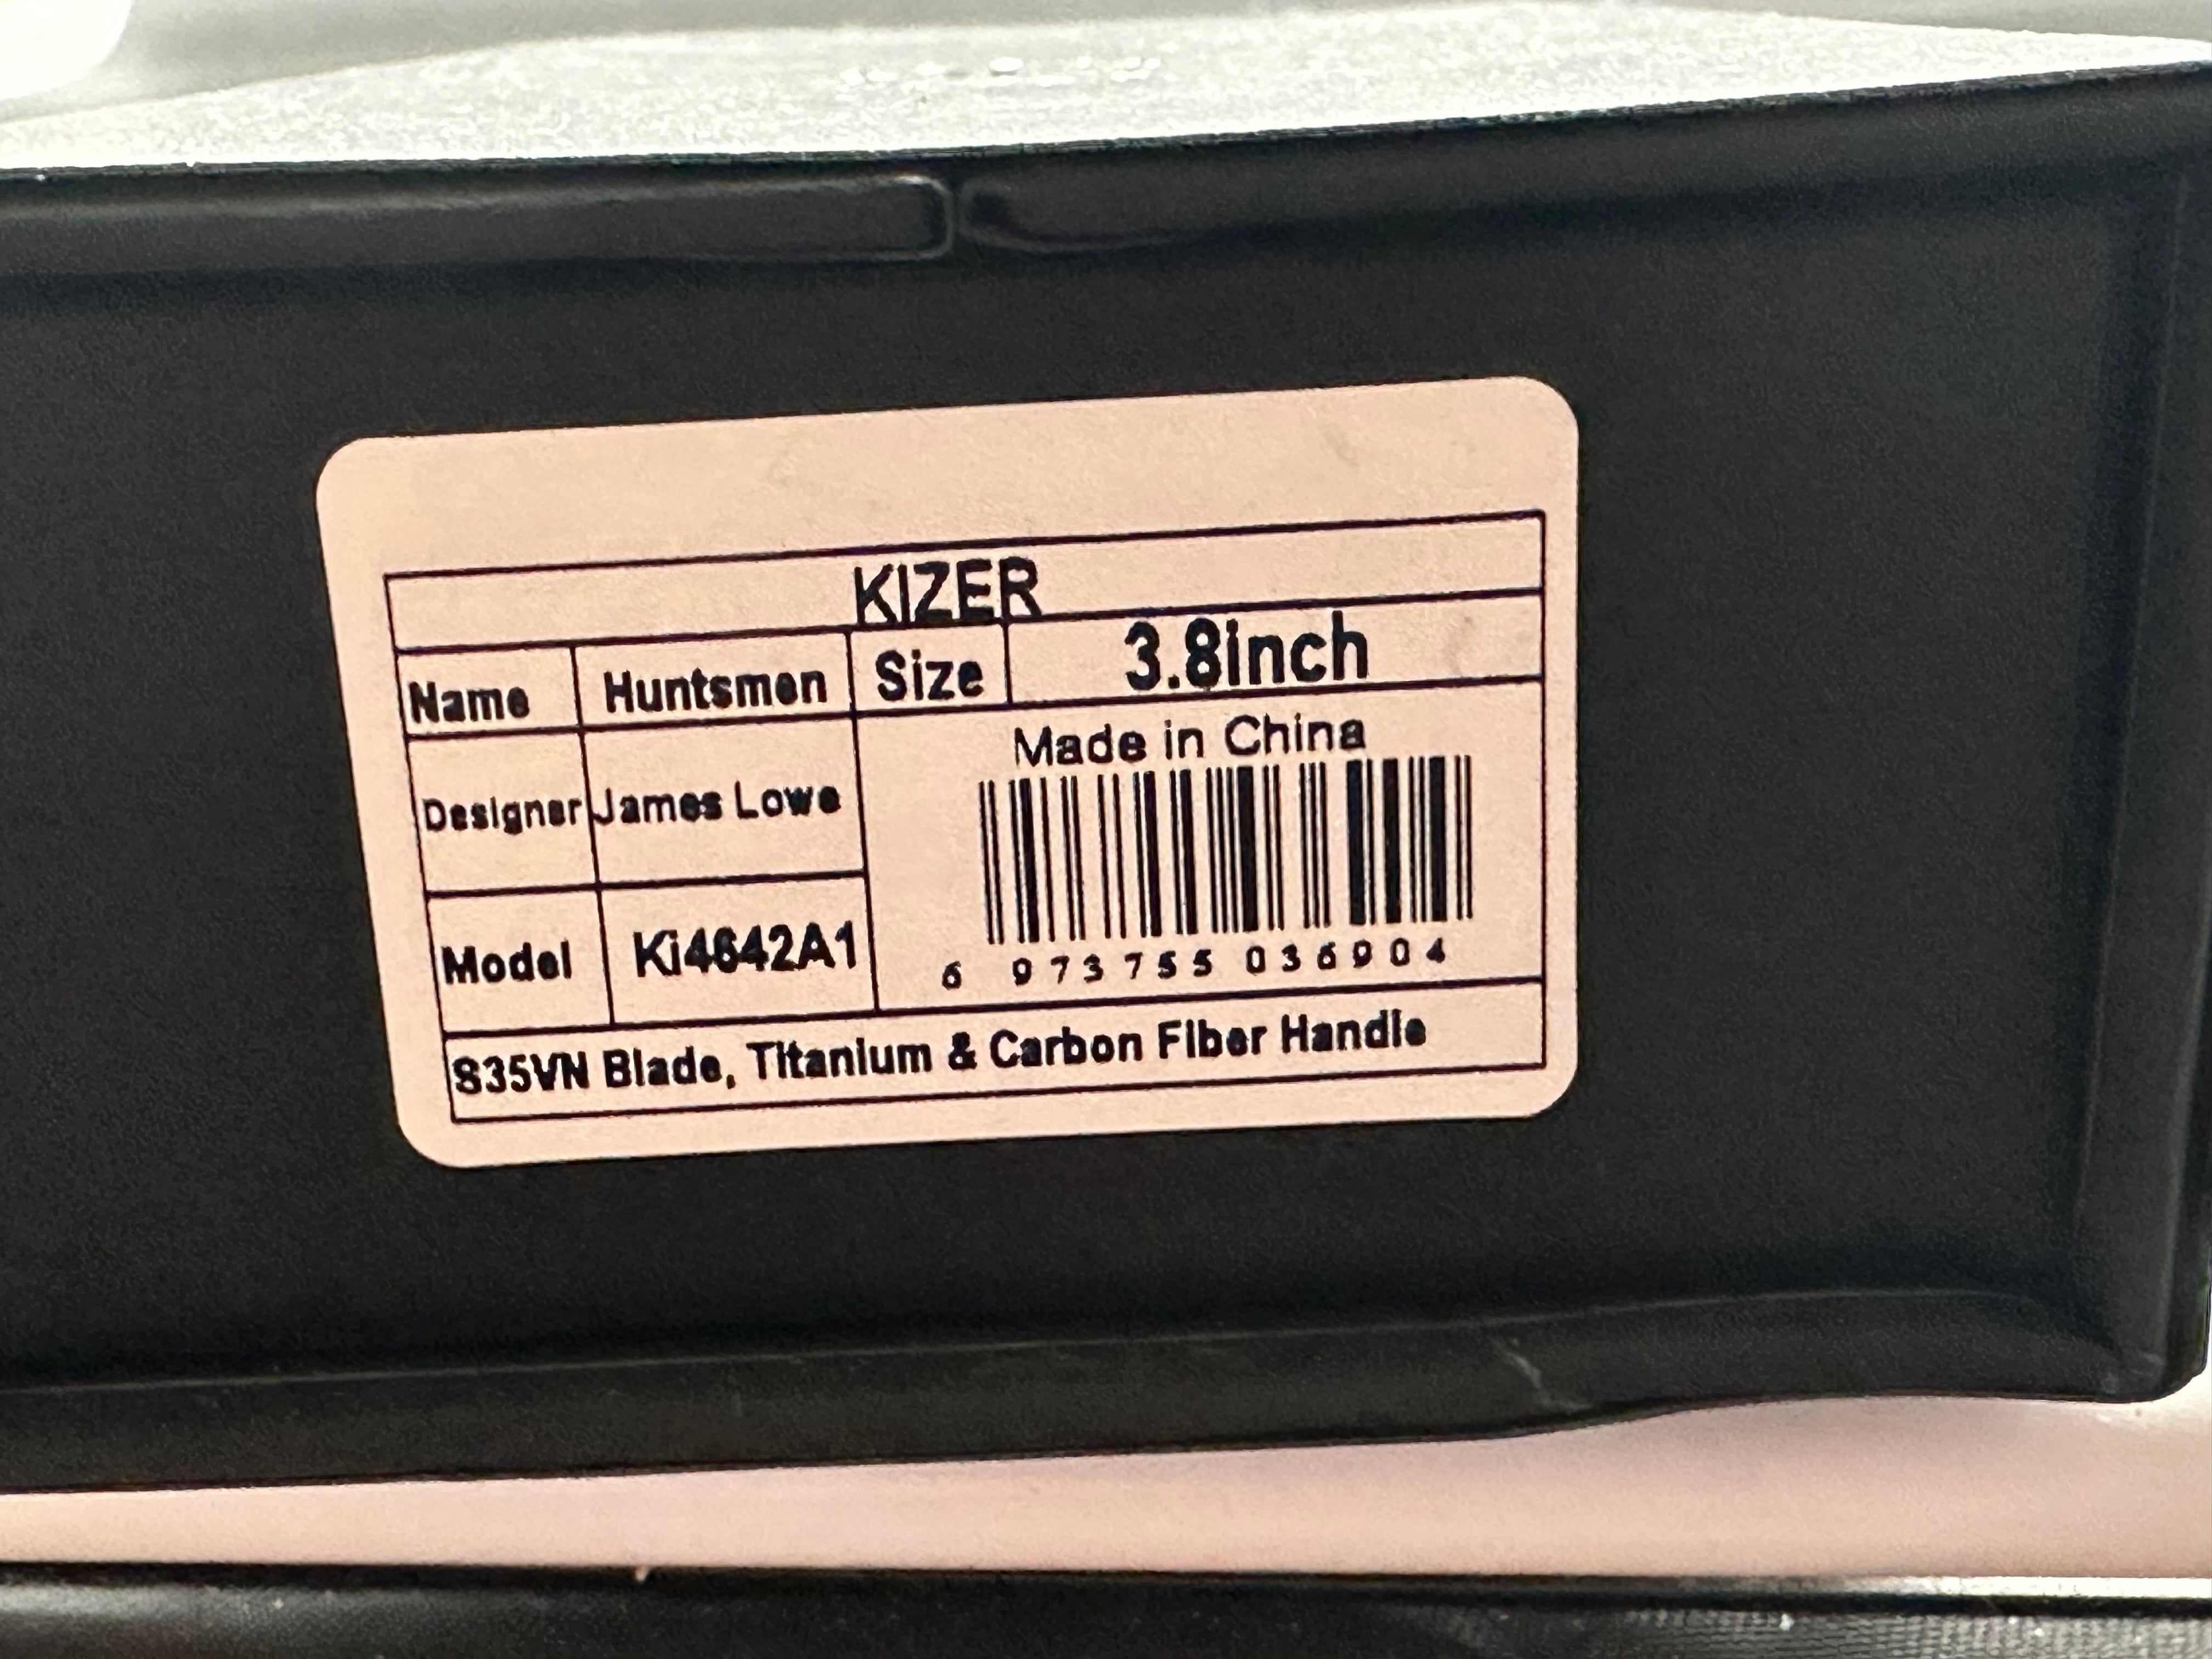 KIZER
Name Huntsmen Size 3.8inch
Made in China
Designer James Lowe
Model Ki4642A1
6 973755 036904
S35VN Blade, Titanium & Carbon Fiber Handle